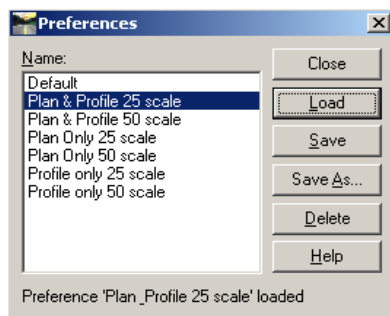 Preferences
Name:
Default
Plan & Profile 25 scale
Plan & Profile 50 scale
Plan Only 25 scale
Plan Only 50 scale
Profile only 25 scale
Profile only 50 scale
Close
Load
Save
Save As...
Delete
Help
Preference 'Plan _Profile 25 scale' loaded